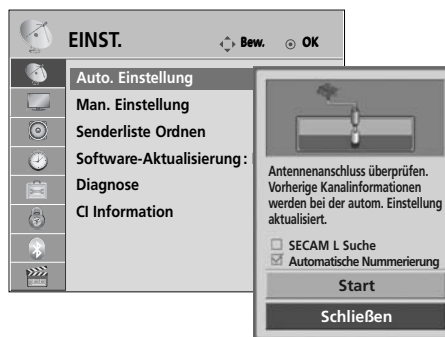 EINST.
Bew.
OK
Auto. Einstellung
Man. Einstellung
Senderliste Ordnen
Software-Aktualisierung :
Diagnose
CI Information
Antennenanschluss überprüfen.
Vorherige Kanalinformationen
werden bei der autom. Einstellung
aktualisiert.
SECAM L Suche
Automatische Nummerierung
Start
Schließen